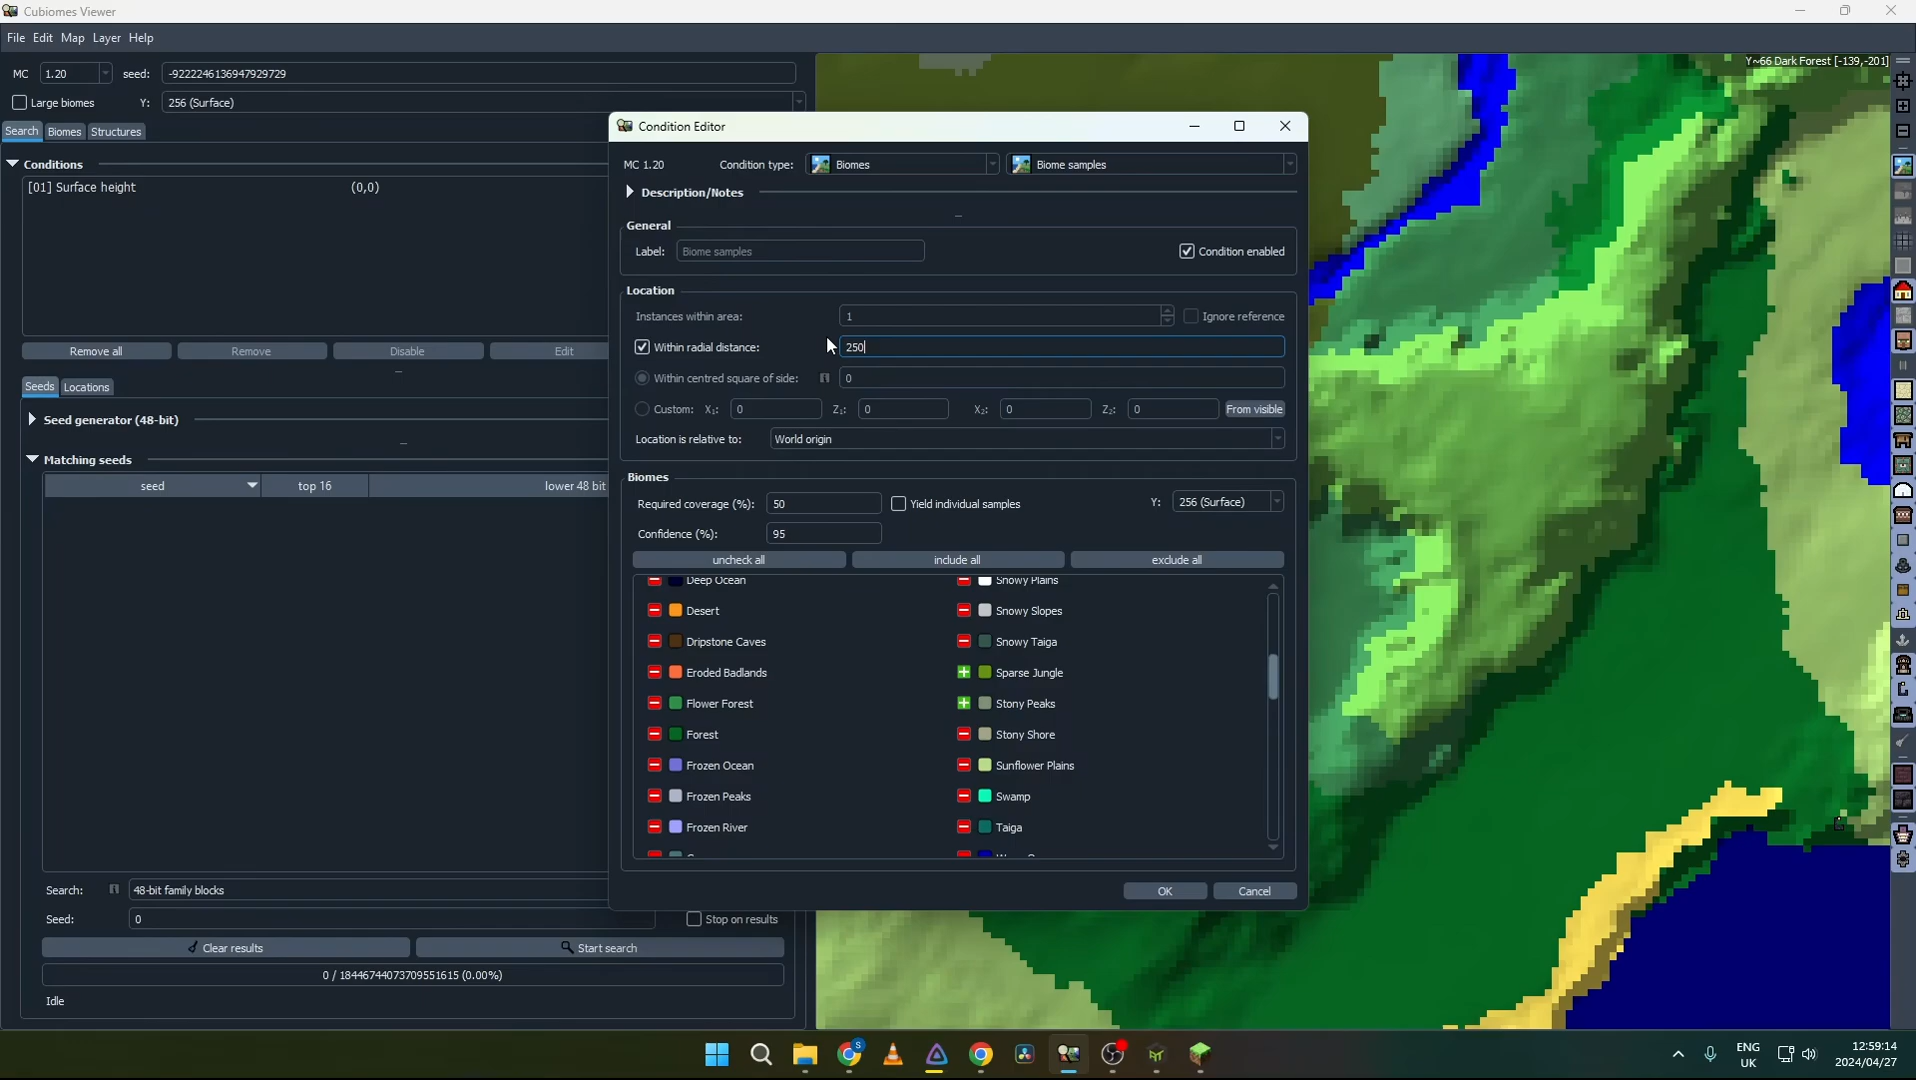 Cubiomes Viewer
File Edit Map Layer Help
MC 1.20 seed: -9222246136947929729
Large biomes Y: 256 (Surface)
Search Biomes Structures
Conditions
[01] Surface height (0,0)
Remove all Remove Disable Edit
Seeds Locations
Seed generator (48-bit)
Matching seeds
seed top 16 lower 48 bit
Search: 48-bit family blocks
Seed: 0 Stop on results
Clear results Start search
0 / 18446744073709551615 (0.00%)
Idle
Condition Editor
MC 1.20 Condition type: Biomes Biome samples
Description/Notes
General
Label: Biome samples Condition enabled
Location
Instances within area: 1 Ignore reference
Within radial distance: 250
Within centred square of side: 0
Custom: X₁: 0 Z₁: 0 X₂: 0 Z₂: 0 From visible
Location is relative to: World origin
Biomes
Required coverage (%): 50 Yield individual samples Y: 256 (Surface)
Confidence (%): 95
uncheck all include all exclude all
Deep Ocean Snowy Plains
Desert Snowy Slopes
Dripstone Caves Snowy Taiga
Eroded Badlands Sparse Jungle
Flower Forest Stony Peaks
Forest Stony Shore
Frozen Ocean Sunflower Plains
Frozen Peaks Swamp
Frozen River Taiga
OK Cancel
Y~66 Dark Forest [-139,-201]
ENG
UK
12:59:14
2024/04/27